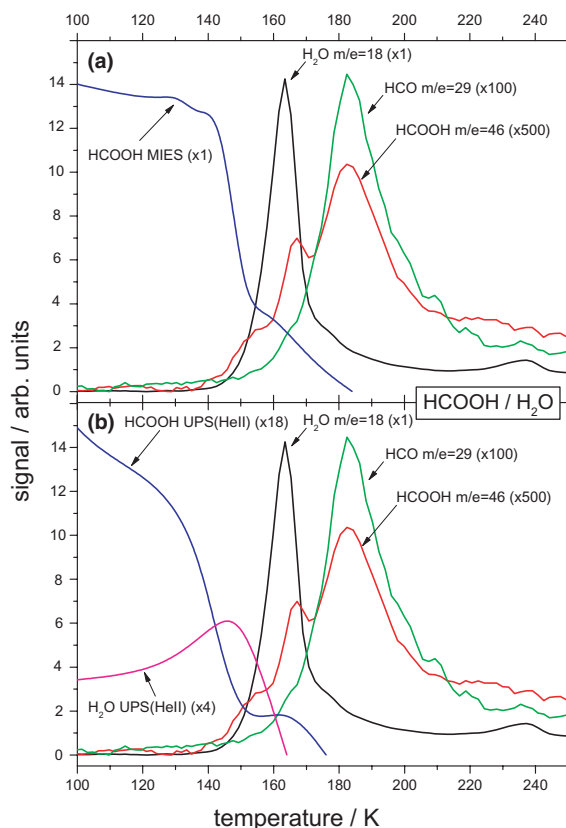 100 120 140 160 180 200 220 240
(a)
H₂O m/e=18 (x1)
HCO m/e=29 (x100)
HCOOH m/e=46 (x500)
HCOOH MIES (x1)
14
12
10
8
6
4
2
0
HCOOH / H₂O
signal / arb. units
(b)
HCOOH UPS(HeII) (x18)
H₂O m/e=18 (x1)
HCO m/e=29 (x100)
HCOOH m/e=46 (x500)
H₂O UPS(HeII) (x4)
14
12
10
8
6
4
2
0
100 120 140 160 180 200 220 240
temperature / K